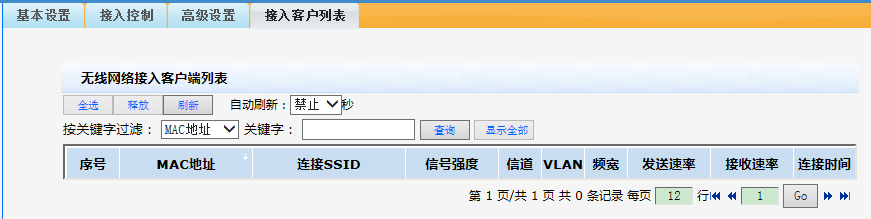 基本设置 接入控制 高级设置 接入客户列表
无线网络接入客户端列表
全选 释放 刷新 自动刷新：禁止 秒
按关键字过滤： MAC地址 关键字： 查询 显示全部
序号 MAC地址 连接SSID 信号强度 信道 VLAN 频宽 发送速率 接收速率 连接时间
第 1 页/共 1 页 共 0 条记录 每页 12 行 1 Go